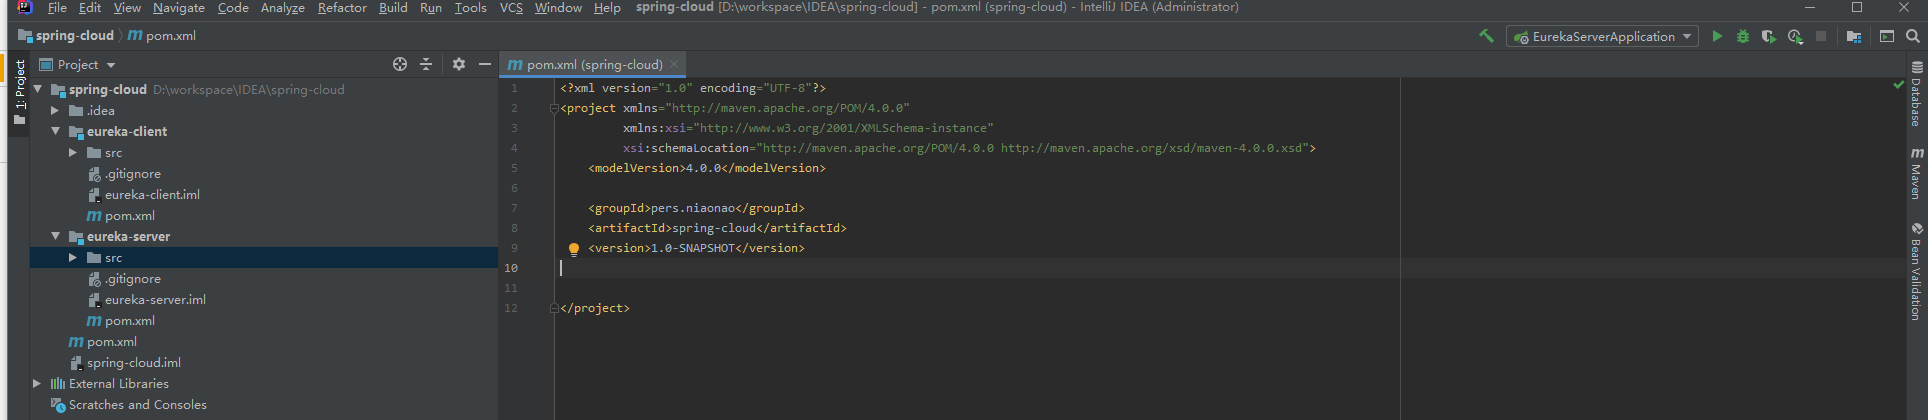 File Edit View Navigate Code Analyze Refactor Build Run Tools VCS Window Help spring-cloud [D:\workspace\IDEA\spring-cloud] - pom.xml (spring-cloud) - IntelliJ IDEA (Administrator)
spring-cloud pom.xml EurekaServerApplication
1: Project
Project
pom.xml (spring-cloud)
spring-cloud D:\workspace\IDEA\spring-cloud
.idea
eureka-client
src
.gitignore
eureka-client.iml
pom.xml
eureka-server
src
.gitignore
eureka-server.iml
pom.xml
pom.xml
spring-cloud.iml
External Libraries
Scratches and Consoles
1 <?xml version="1.0" encoding="UTF-8"?>
2 <project xmlns="http://maven.apache.org/POM/4.0.0"
3 xmlns:xsi="http://www.w3.org/2001/XMLSchema-instance"
4 xsi:schemaLocation="http://maven.apache.org/POM/4.0.0 http://maven.apache.org/xsd/maven-4.0.0.xsd">
5 <modelVersion>4.0.0</modelVersion>
6
7 <groupId>pers.niaonao</groupId>
8 <artifactId>spring-cloud</artifactId>
9 <version>1.0-SNAPSHOT</version>
10
11
12 </project>
Database
Maven
Bean Validation